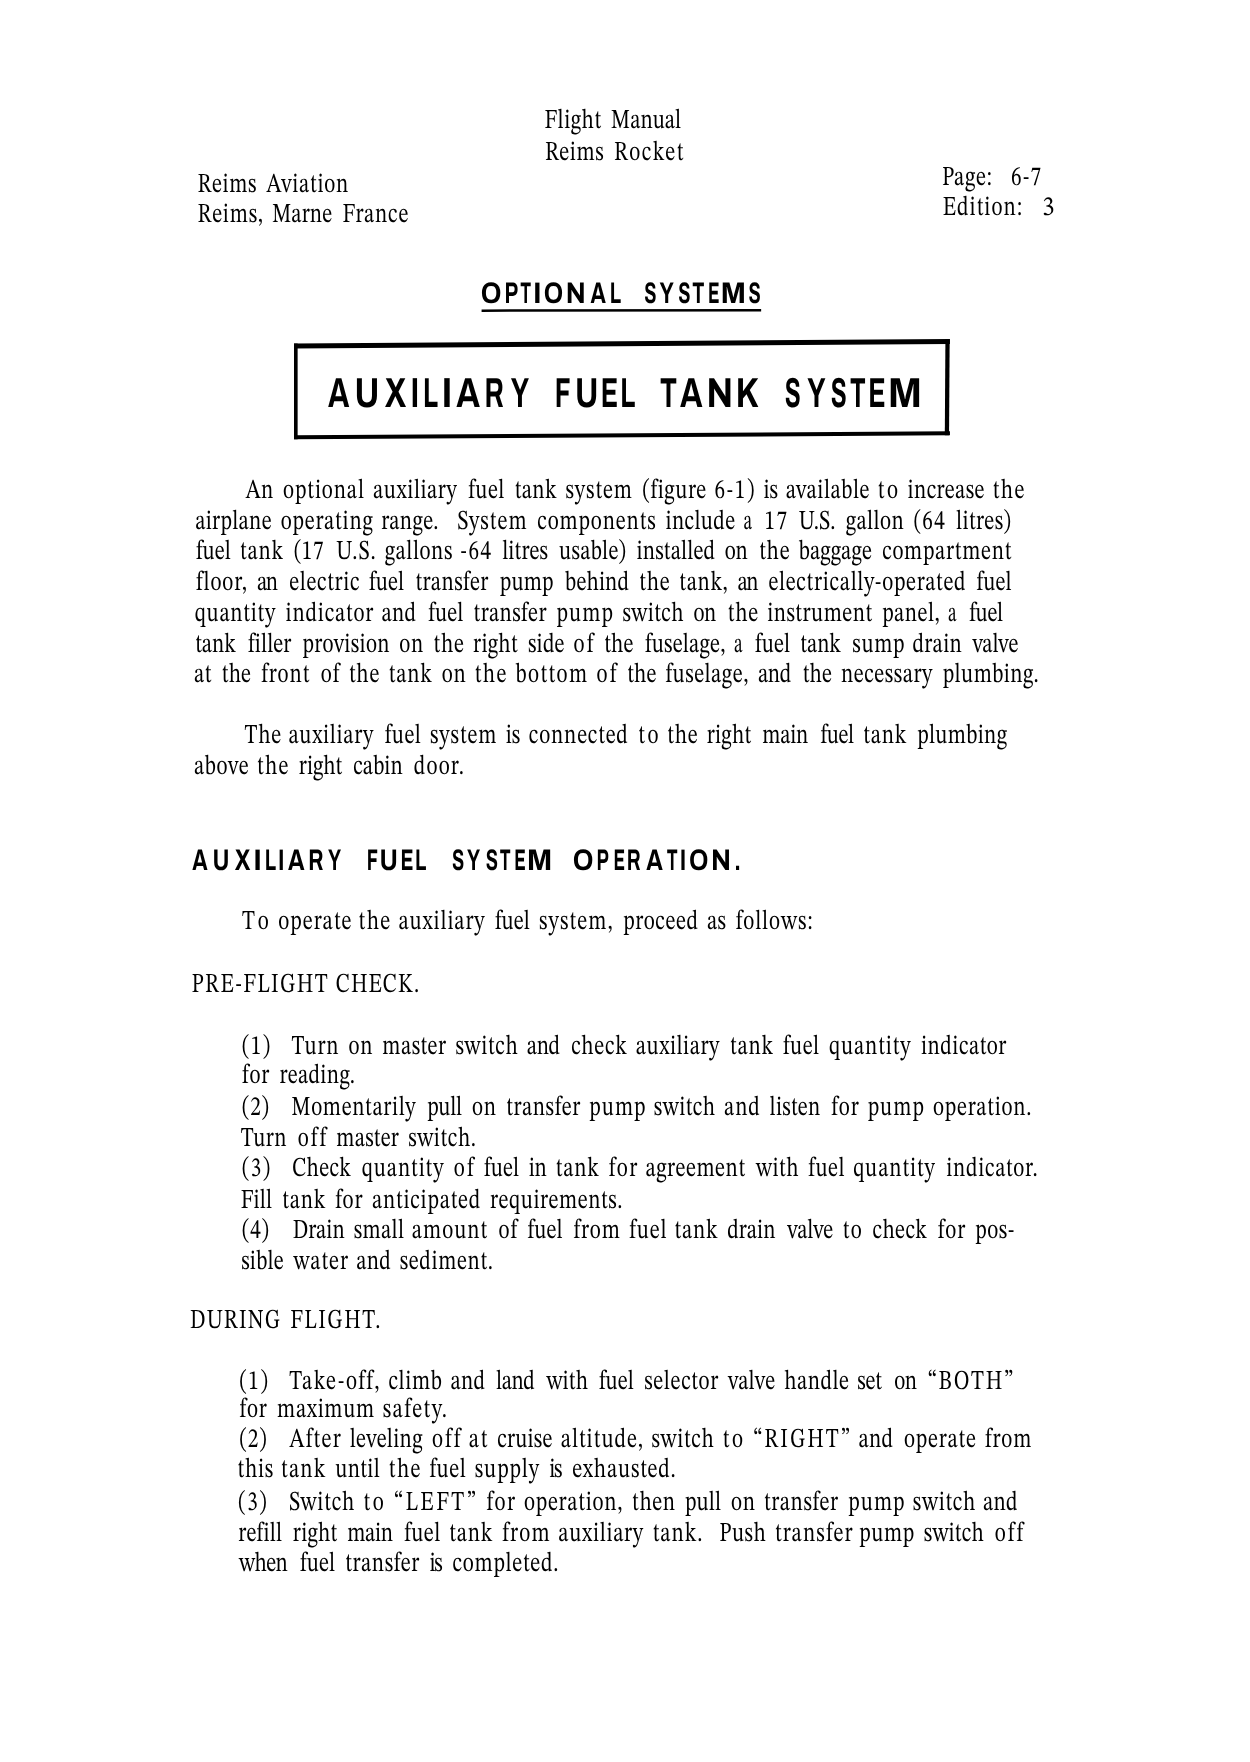 Flight Manual
Reims Rocket
Reims Aviation
Reims, Marne France
Page: 6-7
Edition: 3
OPTIONAL SYSTEMS
AUXILIARY FUEL TANK SYSTEM
An optional auxiliary fuel tank system (figure 6-1) is available to increase the
airplane operating range. System components include a 17 U.S. gallon (64 litres)
fuel tank (17 U.S. gallons -64 litres usable) installed on the baggage compartment
floor, an electric fuel transfer pump behind the tank, an electrically-operated fuel
quantity indicator and fuel transfer pump switch on the instrument panel, a fuel
tank filler provision on the right side of the fuselage, a fuel tank sump drain valve
at the front of the tank on the bottom of the fuselage, and the necessary plumbing.
The auxiliary fuel system is connected to the right main fuel tank plumbing
above the right cabin door.
AUXILIARY FUEL SYSTEM OPERATION.
To operate the auxiliary fuel system, proceed as follows:
PRE-FLIGHT CHECK.
(1) Turn on master switch and check auxiliary tank fuel quantity indicator
for reading.
(2) Momentarily pull on transfer pump switch and listen for pump operation.
Turn off master switch.
(3) Check quantity of fuel in tank for agreement with fuel quantity indicator.
Fill tank for anticipated requirements.
(4) Drain small amount of fuel from fuel tank drain valve to check for pos-
sible water and sediment.
DURING FLIGHT.
(1) Take-off, climb and land with fuel selector valve handle set on “BOTH”
for maximum safety.
(2) After leveling off at cruise altitude, switch to “RIGHT” and operate from
this tank until the fuel supply is exhausted.
(3) Switch to “LEFT” for operation, then pull on transfer pump switch and
refill right main fuel tank from auxiliary tank. Push transfer pump switch off
when fuel transfer is completed.